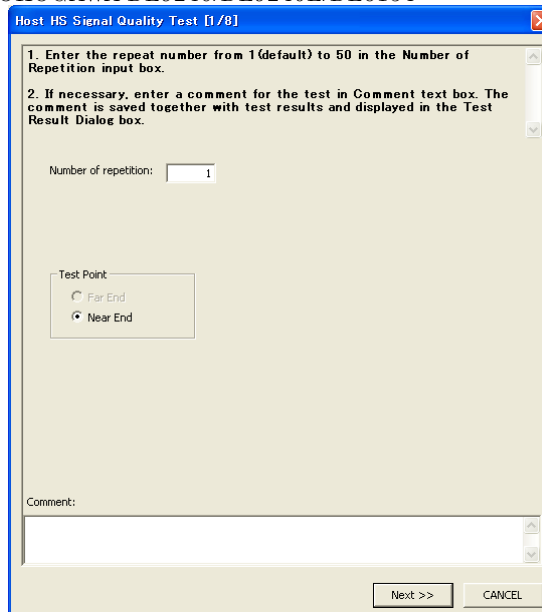 Host HS Signal Quality Test [1/8]
1. Enter the repeat number from 1(default) to 50 in the Number of
Repetition input box.
2. If necessary, enter a comment for the test in Comment text box. The
comment is saved together with test results and displayed in the Test
Result Dialog box.
Number of repetition: 1
Test Point
Far End
Near End
Comment:
Next >> CANCEL